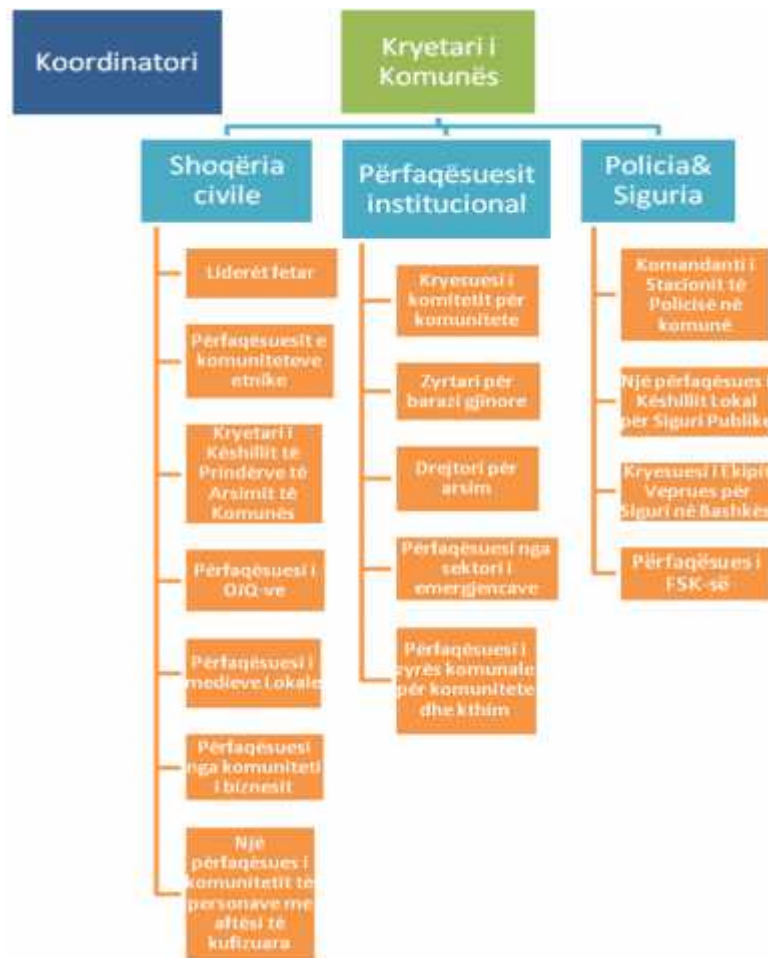 Koordinatori
Kryetari i
Komunës
Shoqëria
civile
Përfaqësuesit
institucional
Policia&
Siguria
Liderët fetar
Përfaqësuesit e
komuniteteve
etnike
Kryetari i
Këshillit të
Prindërve të
Arsimit të
Komunës
Përfaqësuesi i
OJQ-ve
Përfaqësuesi i
medieve Lokale
Përfaqësuesi
nga komuniteti
i biznesit
Një
përfaqësues i
komunitetit të
personave me
aftësi të
kufizuara
Kryesuesi i
komitetit për
komunitete
Zyrtari për
barazi gjinore
Drejtori për
arsim
Përfaqësuesi nga
sektori i
emergjencave
Përfaqësuesi i
zyrës komunale
për komunitete
dhe kthim
Komandanti i
Stacionit të
Policisë në
komunë
Një përfaqësues i
Këshillit Lokal
për Siguri Publike
Kryesuesi i Ekipit
Veprues për
Siguri në Bashkësi
Përfaqësues i
FSK-së